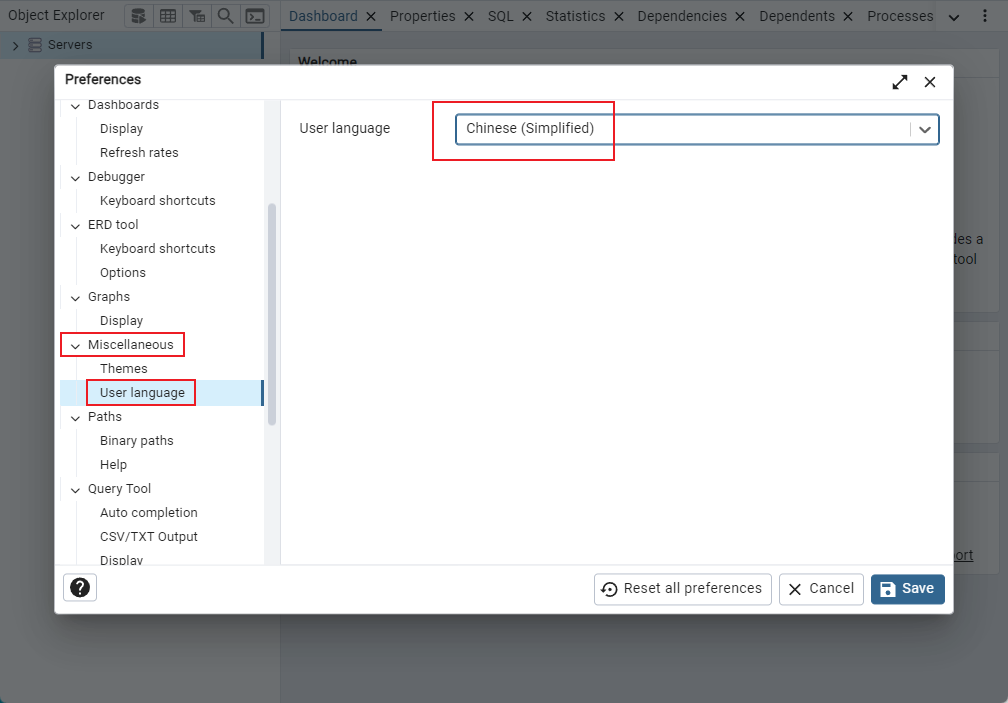 Object Explorer
Dashboard
Properties
SQL
Statistics
Dependencies
Dependents
Processes
Servers
Welcome
Preferences
Dashboards
Display
Refresh rates
Debugger
Keyboard shortcuts
ERD tool
Keyboard shortcuts
Options
Graphs
Display
Miscellaneous
Themes
User language
Paths
Binary paths
Help
Query Tool
Auto completion
CSV/TXT Output
Display
User language
Chinese (Simplified)
a
tool
Reset all preferences
Cancel
Save